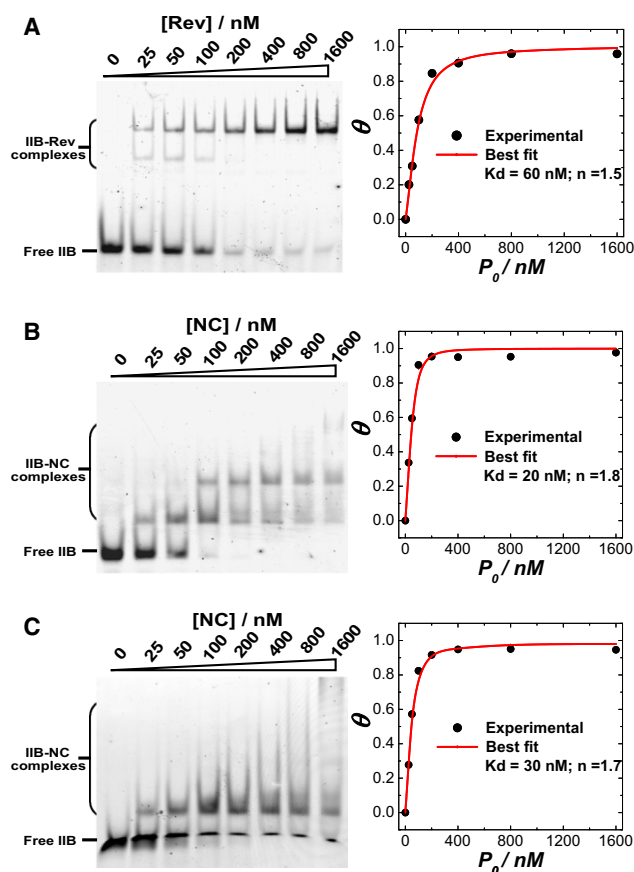 A
[Rev] / nM
0 25 50 100 200 400 800 1600
IIB-Rev
complexes
Free IIB
θ
1.0
0.8
0.6
0.4
0.2
0.0
Experimental
Best fit
Kd = 60 nM; n =1.5
0 400 800 1200 1600
P0 / nM
B
[NC] / nM
0 25 50 100 200 400 800 1600
IIB-NC
complexes
Free IIB
θ
1.0
0.8
0.6
0.4
0.2
0.0
Experimental
Best fit
Kd = 20 nM; n =1.8
0 400 800 1200 1600
P0 / nM
C
[NC] / nM
0 25 50 100 200 400 800 1600
IIB-NC
complexes
Free IIB
θ
1.0
0.8
0.6
0.4
0.2
0.0
Experimental
Best fit
Kd = 30 nM; n =1.7
0 400 800 1200 1600
P0 / nM